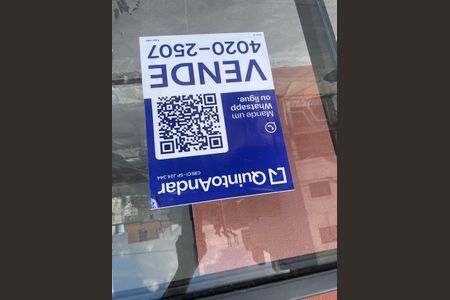 QuintoAndar
CRECI-SP J24.344
Mande um
Whatsapp
ou ligue.
VENDE
4020-2507